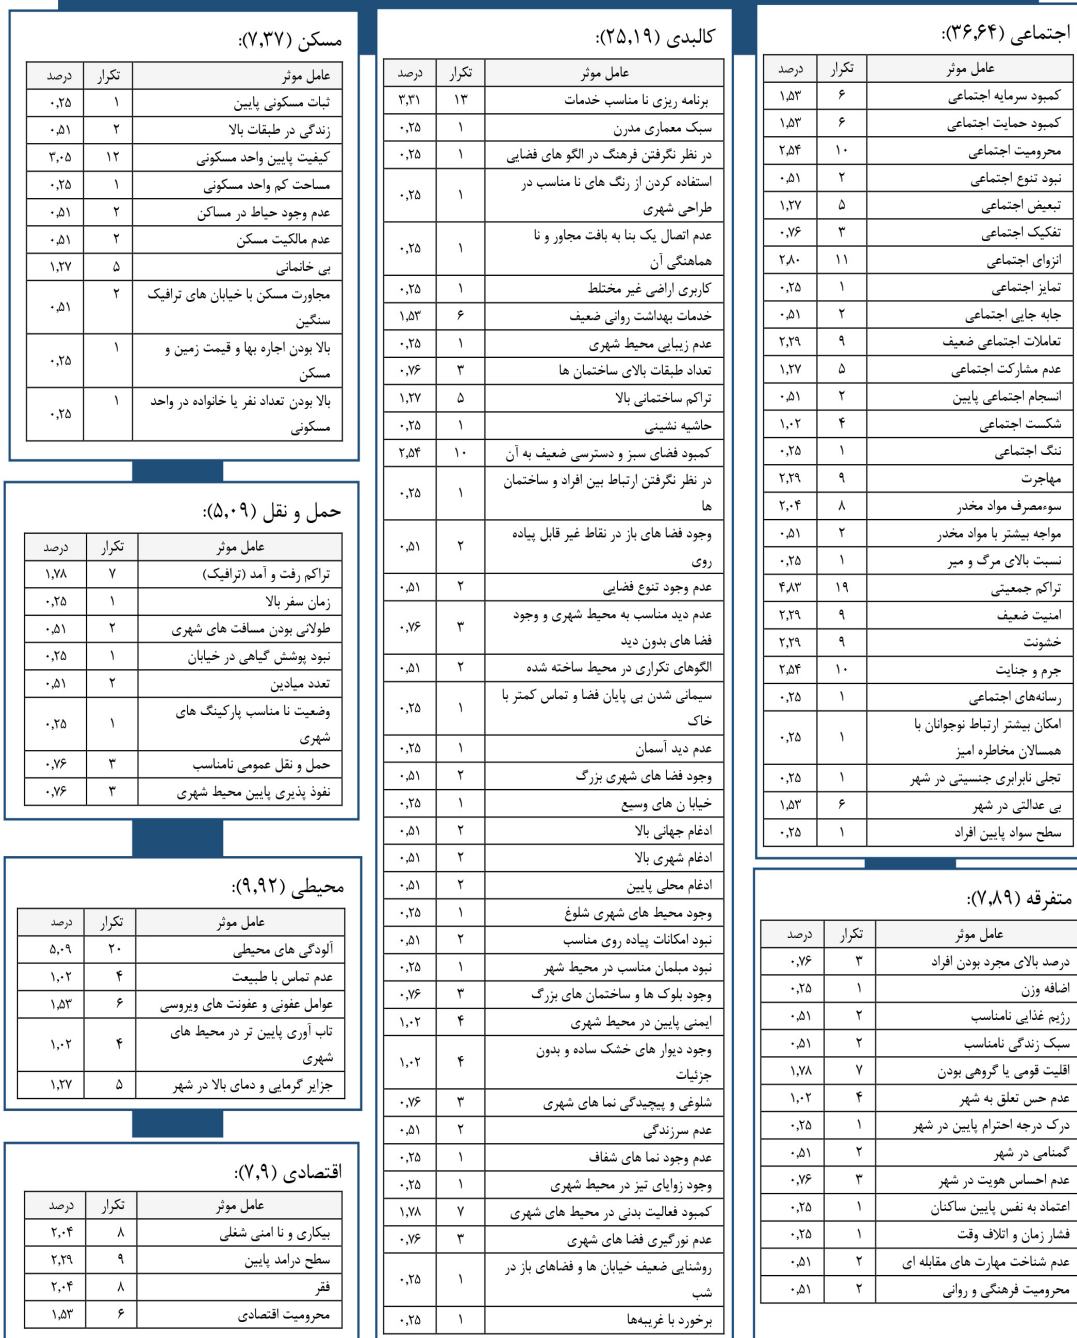 اجتماعی (۳۶,۶۴):
عامل موثر تکرار درصد
کمبود سرمایه اجتماعی ۶ ۱,۵۳
کمبود حمایت اجتماعی ۶ ۱,۵۳
محرومیت اجتماعی ۱۰ ۲,۵۴
نبود تنوع اجتماعی ۲ ۰,۵۱
تبعیض اجتماعی ۵ ۱,۲۷
تفکیک اجتماعی ۳ ۰,۷۶
انزوای اجتماعی ۱۱ ۲,۸۰
تمایز اجتماعی ۱ ۰,۲۵
جابه جایی اجتماعی ۲ ۰,۵۱
تعاملات اجتماعی ضعیف ۹ ۲,۲۹
عدم مشارکت اجتماعی ۵ ۱,۲۷
انسجام اجتماعی پایین ۲ ۰,۵۱
شکست اجتماعی ۴ ۱,۰۲
ننگ اجتماعی ۱ ۰,۲۵
مهاجرت ۹ ۲,۲۹
سوءمصرف مواد مخدر ۸ ۲,۰۴
مواجه بیشتر با مواد مخدر ۲ ۰,۵۱
نسبت بالای مرگ و میر ۱ ۰,۲۵
تراکم جمعیتی ۱۹ ۴,۸۳
امنیت ضعیف ۹ ۲,۲۹
خشونت ۹ ۲,۲۹
جرم و جنایت ۱۰ ۲,۵۴
رسانه‌های اجتماعی ۱ ۰,۲۵
امکان بیشتر ارتباط نوجوانان با
همسالان مخاطره امیز ۱ ۰,۲۵
تجلی نابرابری جنسیتی در شهر ۱ ۰,۲۵
بی عدالتی در شهر ۶ ۱,۵۳
سطح سواد پایین افراد ۱ ۰,۲۵
متفرقه (۷,۸۹):
عامل موثر تکرار درصد
درصد بالای مجرد بودن افراد ۳ ۰,۷۶
اضافه وزن ۱ ۰,۲۵
رژیم غذایی نامناسب ۲ ۰,۵۱
سبک زندگی نامناسب ۲ ۰,۵۱
اقلیت قومی یا گروهی بودن ۷ ۱,۷۸
عدم حس تعلق به شهر ۴ ۱,۰۲
درک درجه احترام پایین در شهر ۱ ۰,۲۵
گمنامی در شهر ۲ ۰,۵۱
عدم احساس هویت در شهر ۳ ۰,۷۶
اعتماد به نفس پایین ساکنان ۱ ۰,۲۵
فشار زمان و اتلاف وقت ۱ ۰,۲۵
عدم شناخت مهارت های مقابله ای ۲ ۰,۵۱
محرومیت فرهنگی و روانی ۲ ۰,۵۱
کالبدی (۲۵,۱۹):
عامل موثر تکرار درصد
برنامه ریزی نا مناسب خدمات ۱۳ ۳,۳۱
سبک معماری مدرن ۱ ۰,۲۵
در نظر نگرفتن فرهنگ در الگو های فضایی ۱ ۰,۲۵
استفاده کردن از رنگ های نا مناسب در
طراحی شهری ۱ ۰,۲۵
عدم اتصال یک بنا به بافت مجاور و نا
هماهنگی آن ۱ ۰,۲۵
کاربری اراضی غیر مختلط ۱ ۰,۲۵
خدمات بهداشت روانی ضعیف ۶ ۱,۵۳
عدم زیبایی محیط شهری ۱ ۰,۲۵
تعداد طبقات بالای ساختمان ها ۳ ۰,۷۶
تراکم ساختمانی بالا ۵ ۱,۲۷
حاشیه نشینی ۱ ۰,۲۵
کمبود فضای سبز و دسترسی ضعیف به آن ۱۰ ۲,۵۴
در نظر نگرفتن ارتباط بین افراد و ساختمان
ها ۱ ۰,۲۵
وجود فضا های باز در نقاط غیر قابل پیاده
روی ۲ ۰,۵۱
عدم وجود تنوع فضایی ۲ ۰,۵۱
عدم دید مناسب به محیط شهری و وجود
فضا های بدون دید ۳ ۰,۷۶
الگوهای تکراری در محیط ساخته شده ۲ ۰,۵۱
سیمانی شدن بی پایان فضا و تماس کمتر با
خاک ۱ ۰,۲۵
عدم دید آسمان ۱ ۰,۲۵
وجود فضا های شهری بزرگ ۲ ۰,۵۱
خیابا ن های وسیع ۱ ۰,۲۵
ادغام جهانی بالا ۲ ۰,۵۱
ادغام شهری بالا ۲ ۰,۵۱
ادغام محلی پایین ۲ ۰,۵۱
وجود محیط های شهری شلوغ ۱ ۰,۲۵
نبود امکانات پیاده روی مناسب ۲ ۰,۵۱
نبود مبلمان مناسب در محیط شهر ۱ ۰,۲۵
وجود بلوک ها و ساختمان های بزرگ ۳ ۰,۷۶
ایمنی پایین در محیط شهری ۴ ۱,۰۲
وجود دیوار های خشک ساده و بدون
جزئیات ۴ ۱,۰۲
شلوغی و پیچیدگی نما های شهری ۳ ۰,۷۶
عدم سرزندگی ۲ ۰,۵۱
عدم وجود نما های شفاف ۱ ۰,۲۵
وجود زوایای تیز در محیط شهری ۱ ۰,۲۵
کمبود فعالیت بدنی در محیط های شهری ۷ ۱,۷۸
عدم نورگیری فضا های شهری ۳ ۰,۷۶
روشنایی ضعیف خیابان ها و فضاهای باز در
شب ۱ ۰,۲۵
برخورد با غریبه‌ها ۱ ۰,۲۵
مسکن (۷,۳۷):
عامل موثر تکرار درصد
ثبات مسکونی پایین ۱ ۰,۲۵
زندگی در طبقات بالا ۲ ۰,۵۱
کیفیت پایین واحد مسکونی ۱۲ ۳,۰۵
مساحت کم واحد مسکونی ۱ ۰,۲۵
عدم وجود حیاط در مساکن ۲ ۰,۵۱
عدم مالکیت مسکن ۲ ۰,۵۱
بی خانمانی ۵ ۱,۲۷
مجاورت مسکن با خیابان های ترافیک
سنگین ۲ ۰,۵۱
بالا بودن اجاره بها و قیمت زمین و
مسکن ۱ ۰,۲۵
بالا بودن تعداد نفر یا خانواده در واحد
مسکونی ۱ ۰,۲۵
حمل و نقل (۵,۰۹):
عامل موثر تکرار درصد
تراکم رفت و آمد (ترافیک) ۷ ۱,۷۸
زمان سفر بالا ۱ ۰,۲۵
طولانی بودن مسافت های شهری ۲ ۰,۵۱
نبود پوشش گیاهی در خیابان ۱ ۰,۲۵
تعدد میادین ۲ ۰,۵۱
وضعیت نا مناسب پارکینگ های
شهری ۱ ۰,۲۵
حمل و نقل عمومی نامناسب ۳ ۰,۷۶
نفوذ پذیری پایین محیط شهری ۳ ۰,۷۶
محیطی (۹,۹۲):
عامل موثر تکرار درصد
آلودگی های محیطی ۲۰ ۵,۰۹
عدم تماس با طبیعت ۴ ۱,۰۲
عوامل عفونی و عفونت های ویروسی ۶ ۱,۵۳
تاب آوری پایین تر در محیط های
شهری ۴ ۱,۰۲
جزایر گرمایی و دمای بالا در شهر ۵ ۱,۲۷
اقتصادی (۷,۹):
عامل موثر تکرار درصد
بیکاری و نا امنی شغلی ۸ ۲,۰۴
سطح درامد پایین ۹ ۲,۲۹
فقر ۸ ۲,۰۴
محرومیت اقتصادی ۶ ۱,۵۳